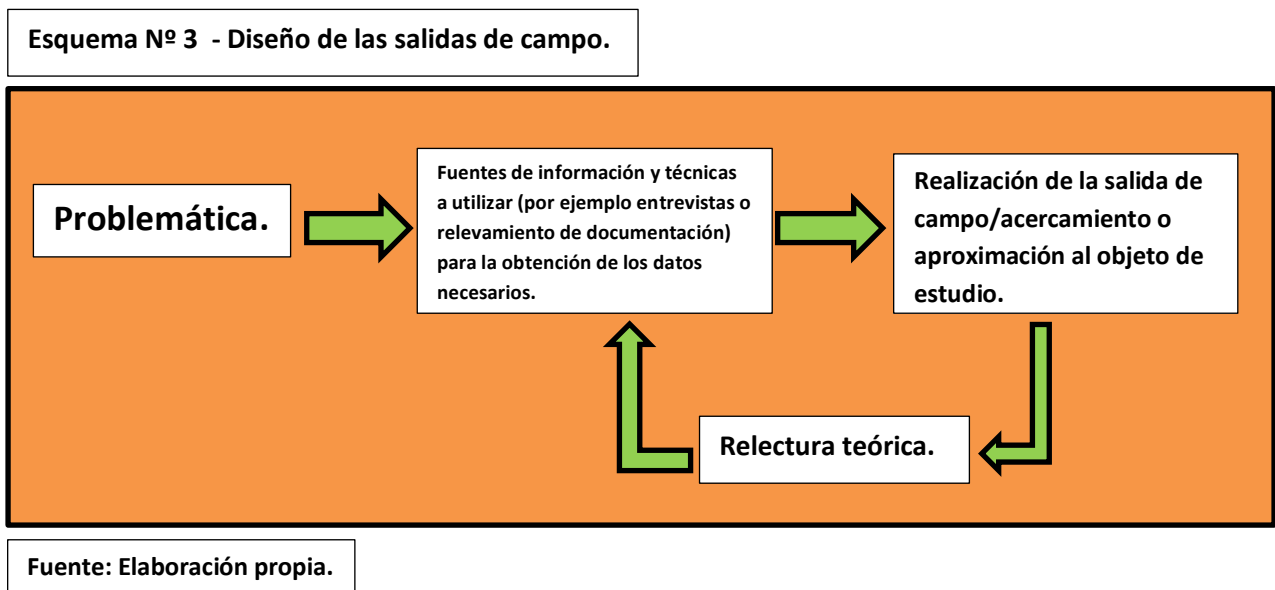 Esquema Nº 3 - Diseño de las salidas de campo.
Problemática.
Fuentes de información y técnicas
a utilizar (por ejemplo entrevistas o
relevamiento de documentación)
para la obtención de los datos
necesarios.
Realización de la salida de
campo/acercamiento o
aproximación al objeto de
estudio.
Relectura teórica.
Fuente: Elaboración propia.